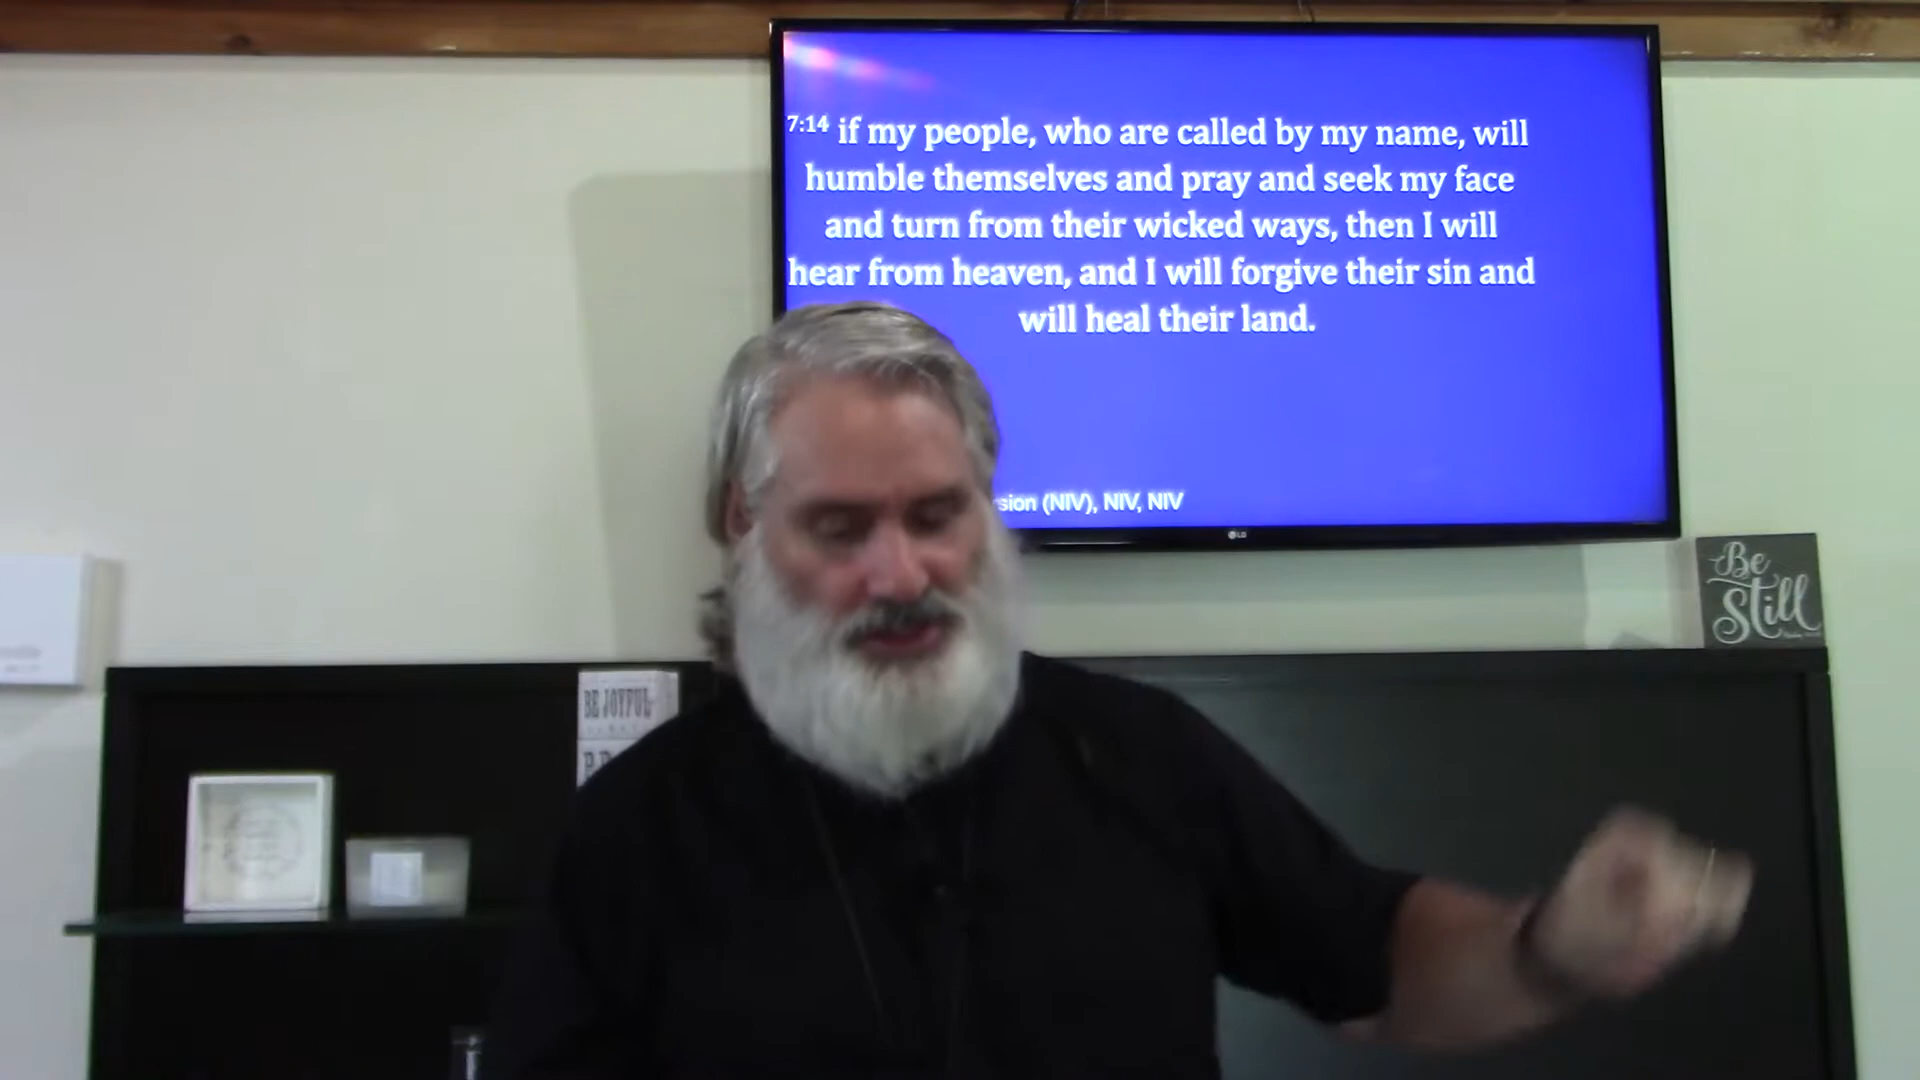 7:14 if my people, who are called by my name, will
humble themselves and pray and seek my face
and turn from their wicked ways, then I will
hear from heaven, and I will forgive their sin and
will heal their land.
rsion (NIV), NIV, NIV
LG
Be
Still
BE JOYFUL